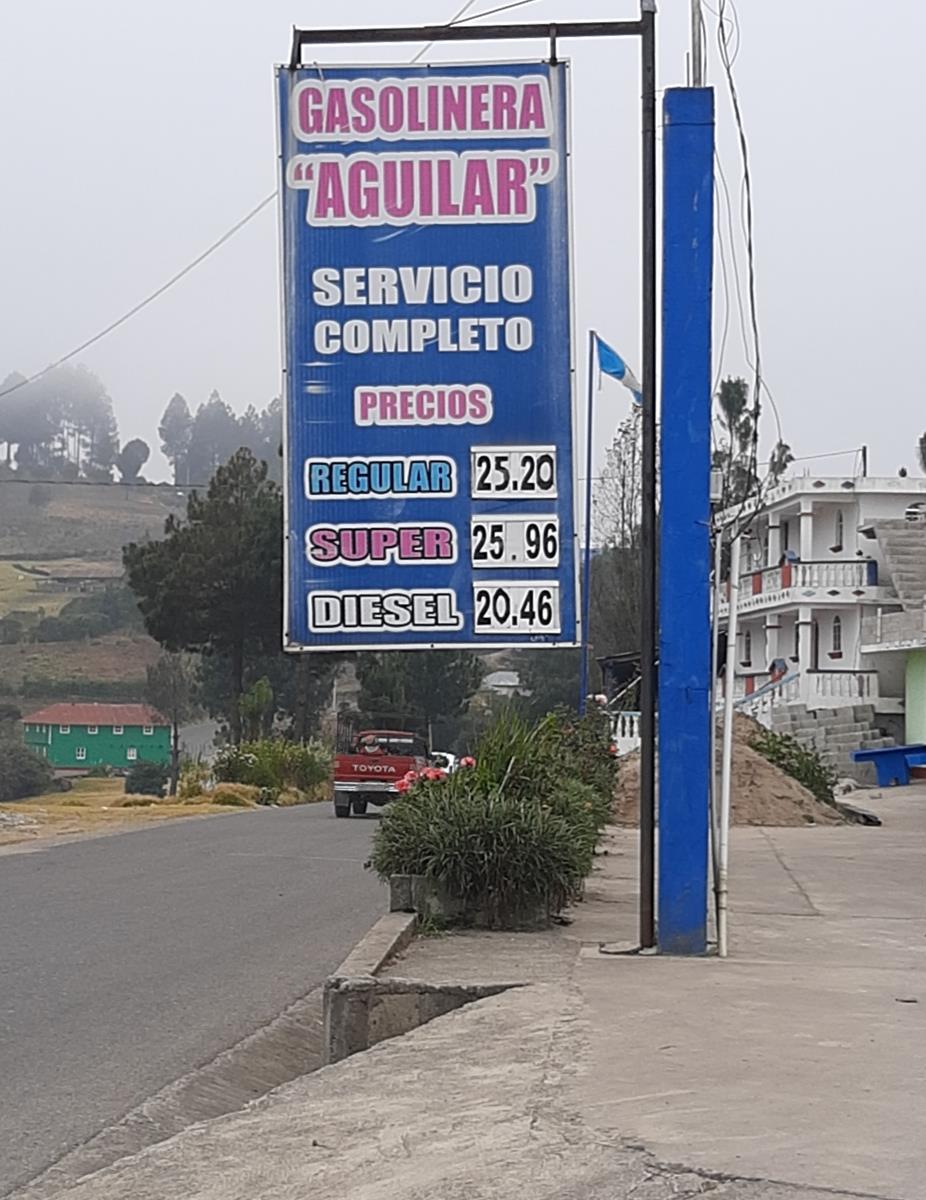 GASOLINERA
"AGUILAR"
SERVICIO
COMPLETO
PRECIOS
REGULAR 25.20
SUPER 25.96
DIESEL 20.46
TOYOTA